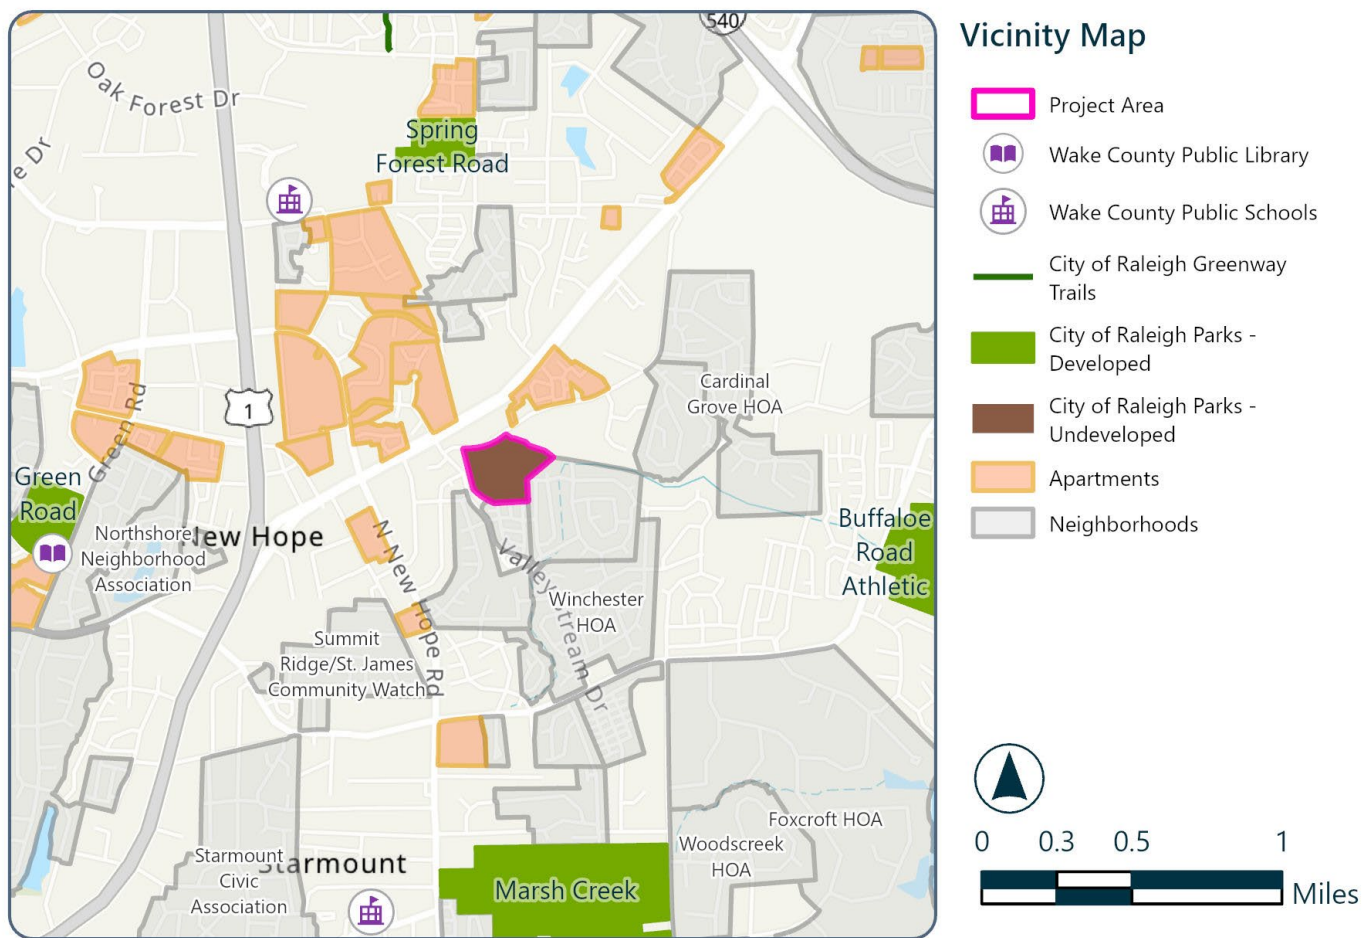 Vicinity Map
Project Area
Wake County Public Library
Wake County Public Schools
City of Raleigh Greenway
Trails
City of Raleigh Parks -
Developed
City of Raleigh Parks -
Undeveloped
Apartments
Neighborhoods
0 0.3 0.5 1
Miles
540
Oak Forest Dr
e Dr
Spring
Forest Road
1
Green Rd
Cardinal
Grove HOA
Green
Road
Northshore
Neighborhood
Association
New Hope
N New Hope Rd
Valley Stream Dr
Buffaloe
Road
Athletic
Winchester
HOA
Summit
Ridge/St. James
Community Watch
Foxcroft HOA
Woodscreek
HOA
Starmount
Civic
Association
Starmount
Marsh Creek